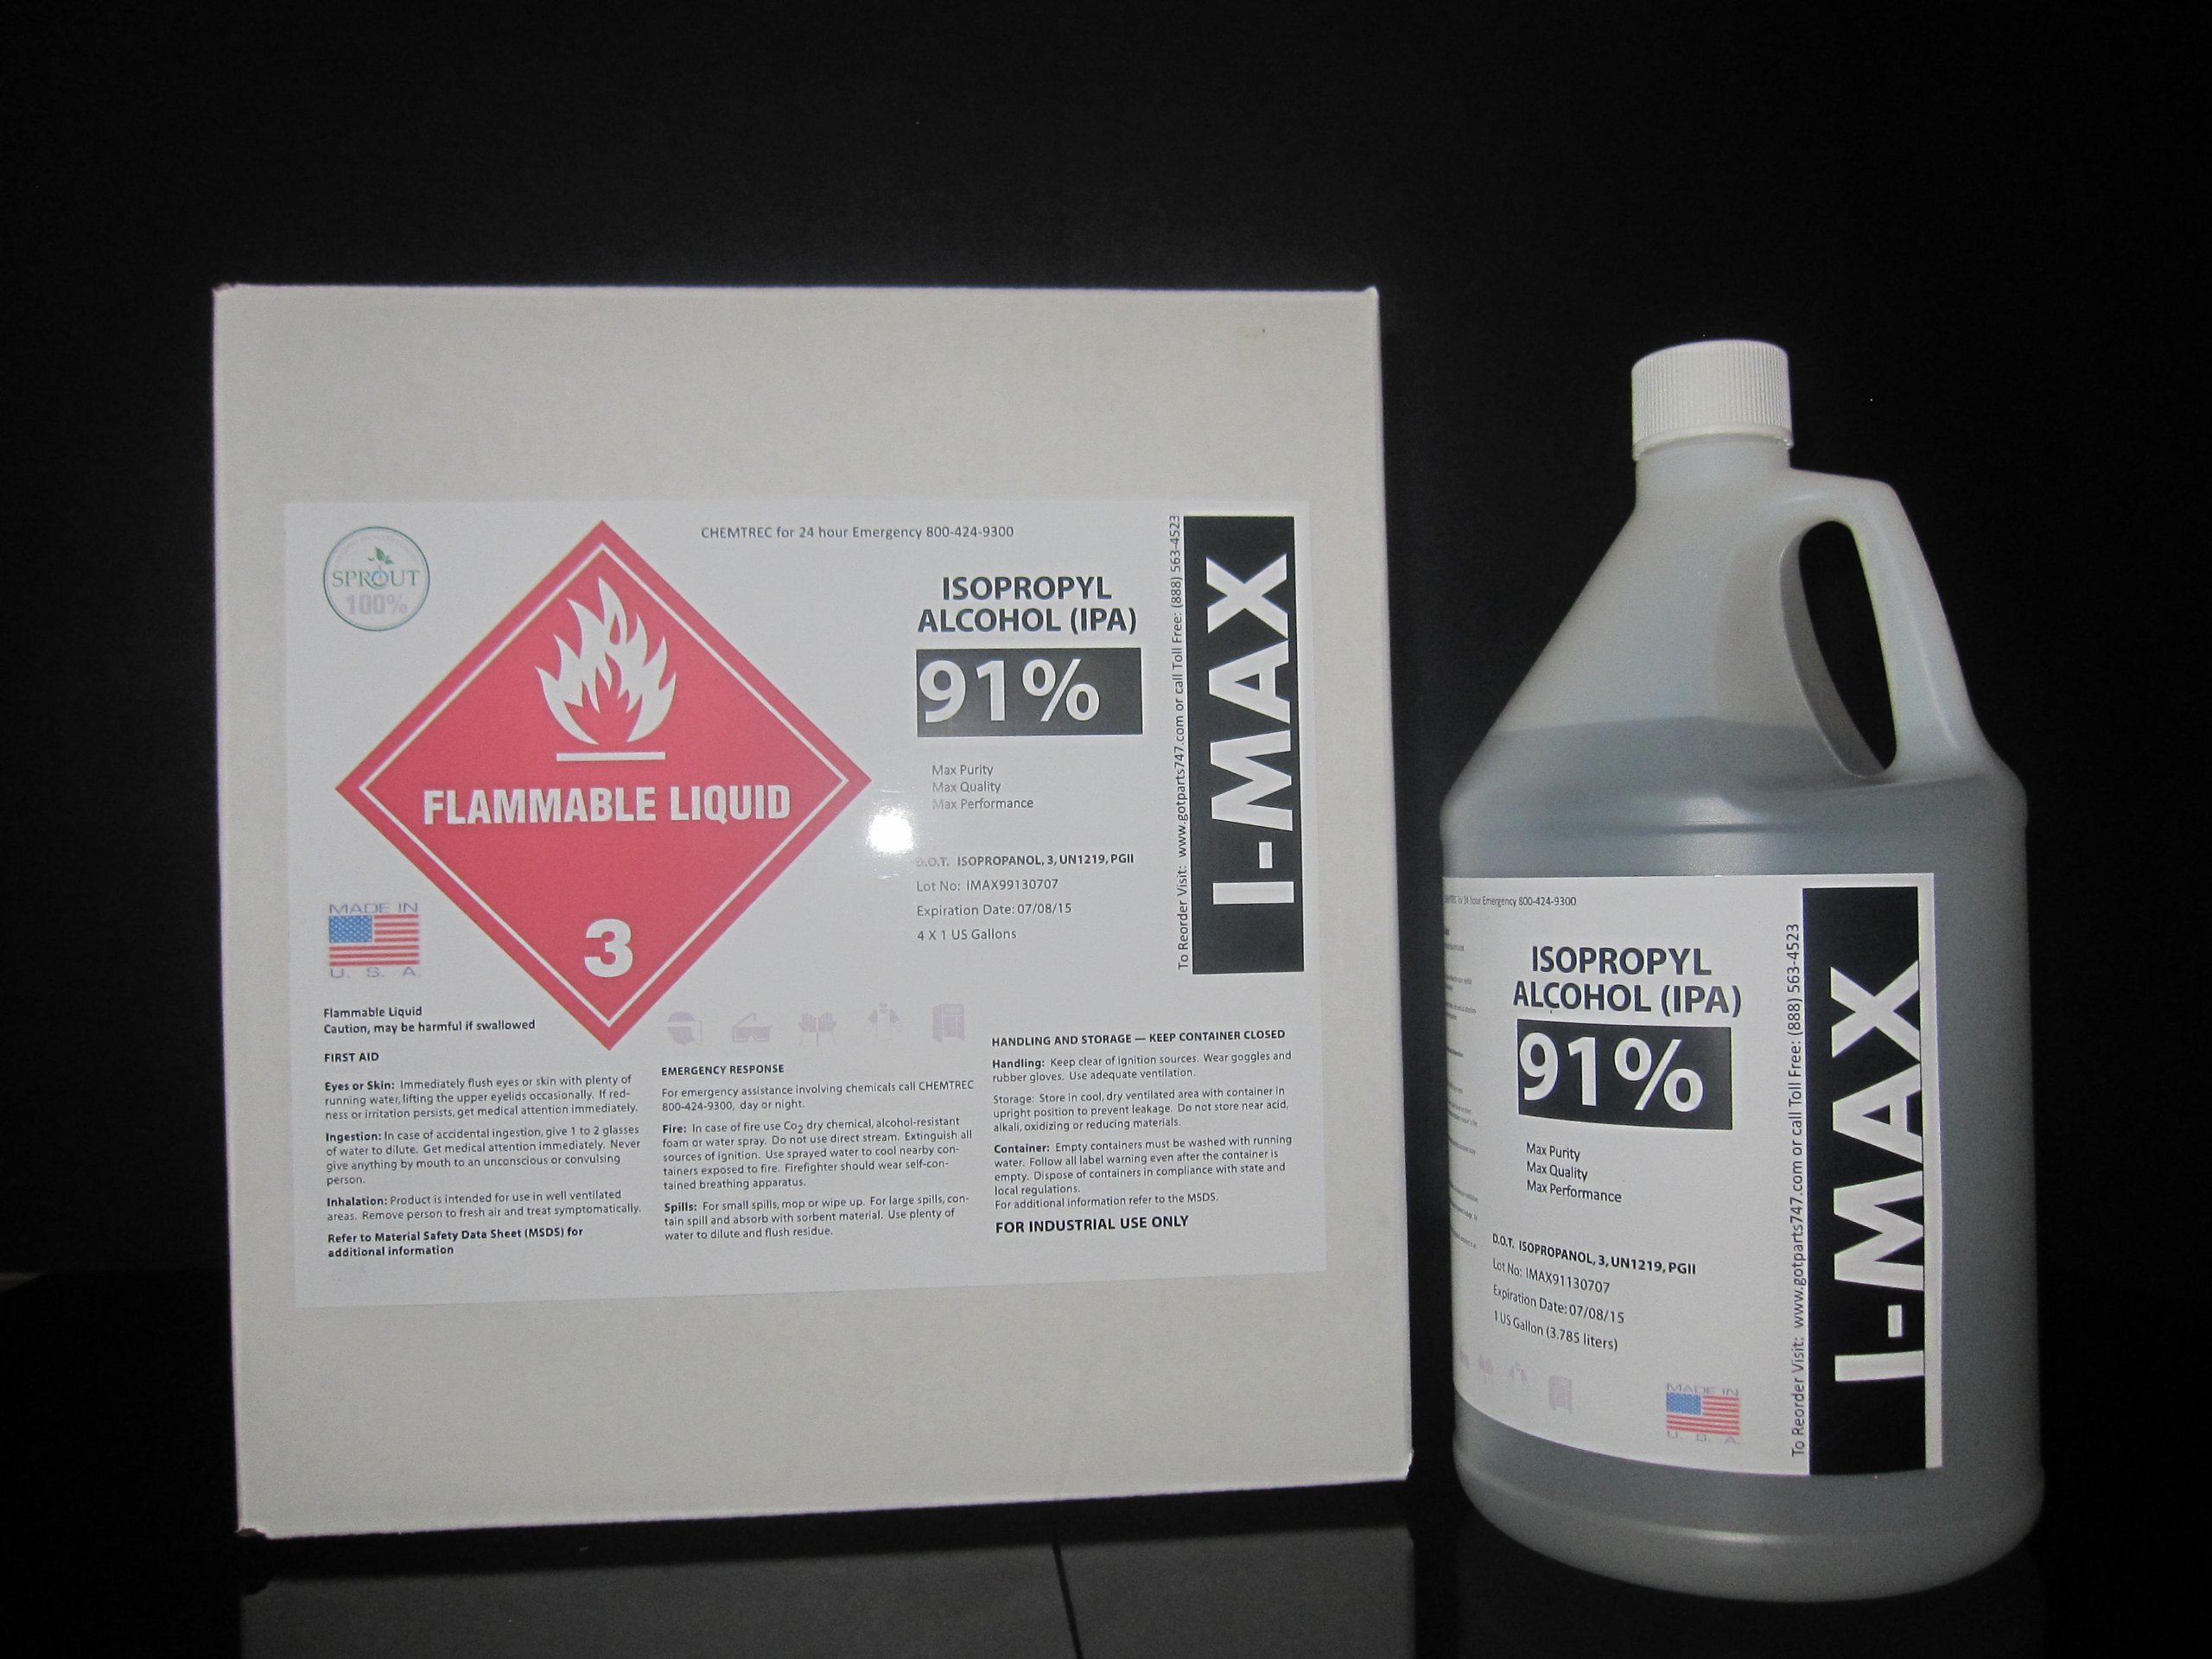 SPROUT
100%
CHEMTREC for 24 hour Emergency 800-424-9300
FLAMMABLE LIQUID
3
ISOPROPYL
ALCOHOL (IPA)
91%
Max Purity
Max Quality
Max Performance
D.O.T. ISOPROPANOL, 3, UN1219, PGII
Lot No: IMAX99130707
Expiration Date: 07/08/15
4 X 1 US Gallons
To Reorder Visit: www.gotparts747.com or call Toll Free: (888) 563-4523
I-MAX
MADE IN
U. S. A.
Flammable Liquid
Caution, may be harmful if swallowed
FIRST AID
Eyes or Skin: Immediately flush eyes or skin with plenty of
running water, lifting the upper eyelids occasionally. If red-
ness or irritation persists, get medical attention immediately.
Ingestion: In case of accidental ingestion, give 1 to 2 glasses
of water to dilute. Get medical attention immediately. Never
give anything by mouth to an unconscious or convulsing
person.
Inhalation: Product is intended for use in well ventilated
areas. Remove person to fresh air and treat symptomatically.
Refer to Material Safety Data Sheet (MSDS) for
additional information
EMERGENCY RESPONSE
For emergency assistance involving chemicals call CHEMTREC
800-424-9300, day or night.
Fire: In case of fire use Co2 dry chemical, alcohol-resistant
foam or water spray. Do not use direct stream. Extinguish all
sources of ignition. Use sprayed water to cool nearby con-
tainers exposed to fire. Firefighter should wear self-con-
tained breathing apparatus.
Spills: For small spills, mop or wipe up. For large spills, con-
tain spill and absorb with sorbent material. Use plenty of
water to dilute and flush residue.
HANDLING AND STORAGE — KEEP CONTAINER CLOSED
Handling: Keep clear of ignition sources. Wear goggles and
rubber gloves. Use adequate ventilation.
Storage: Store in cool, dry ventilated area with container in
upright position to prevent leakage. Do not store near acid,
alkali, oxidizing or reducing materials.
Container: Empty containers must be washed with running
water. Follow all label warning even after the container is
empty. Dispose of containers in compliance with state and
local regulations.
For additional information refer to the MSDS.
FOR INDUSTRIAL USE ONLY
24 hour Emergency 800-424-9300
ISOPROPYL
ALCOHOL (IPA)
91%
Max Purity
Max Quality
Max Performance
D.O.T. ISOPROPANOL, 3, UN1219, PGII
Lot No: IMAX91130707
Expiration Date: 07/08/15
1 US Gallon (3.785 liters)
MADE IN
U. S. A.
To Reorder Visit: www.gotparts747.com or call Toll Free: (888) 563-4523
I-MAX